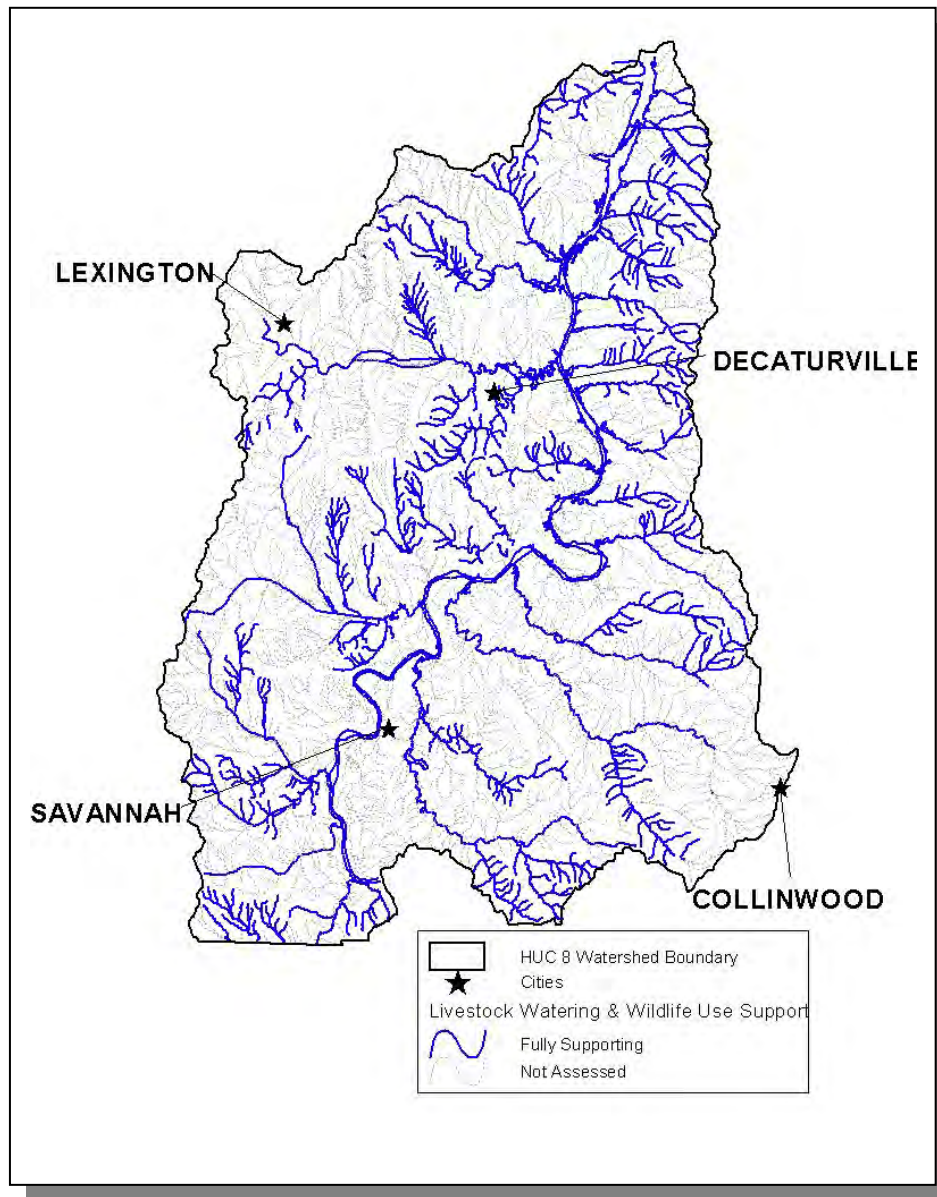 LEXINGTON
DECATURVILLE
SAVANNAH
COLLINWOOD
HUC 8 Watershed Boundary
Cities
Livestock Watering & Wildlife Use Support
Fully Supporting
Not Assessed